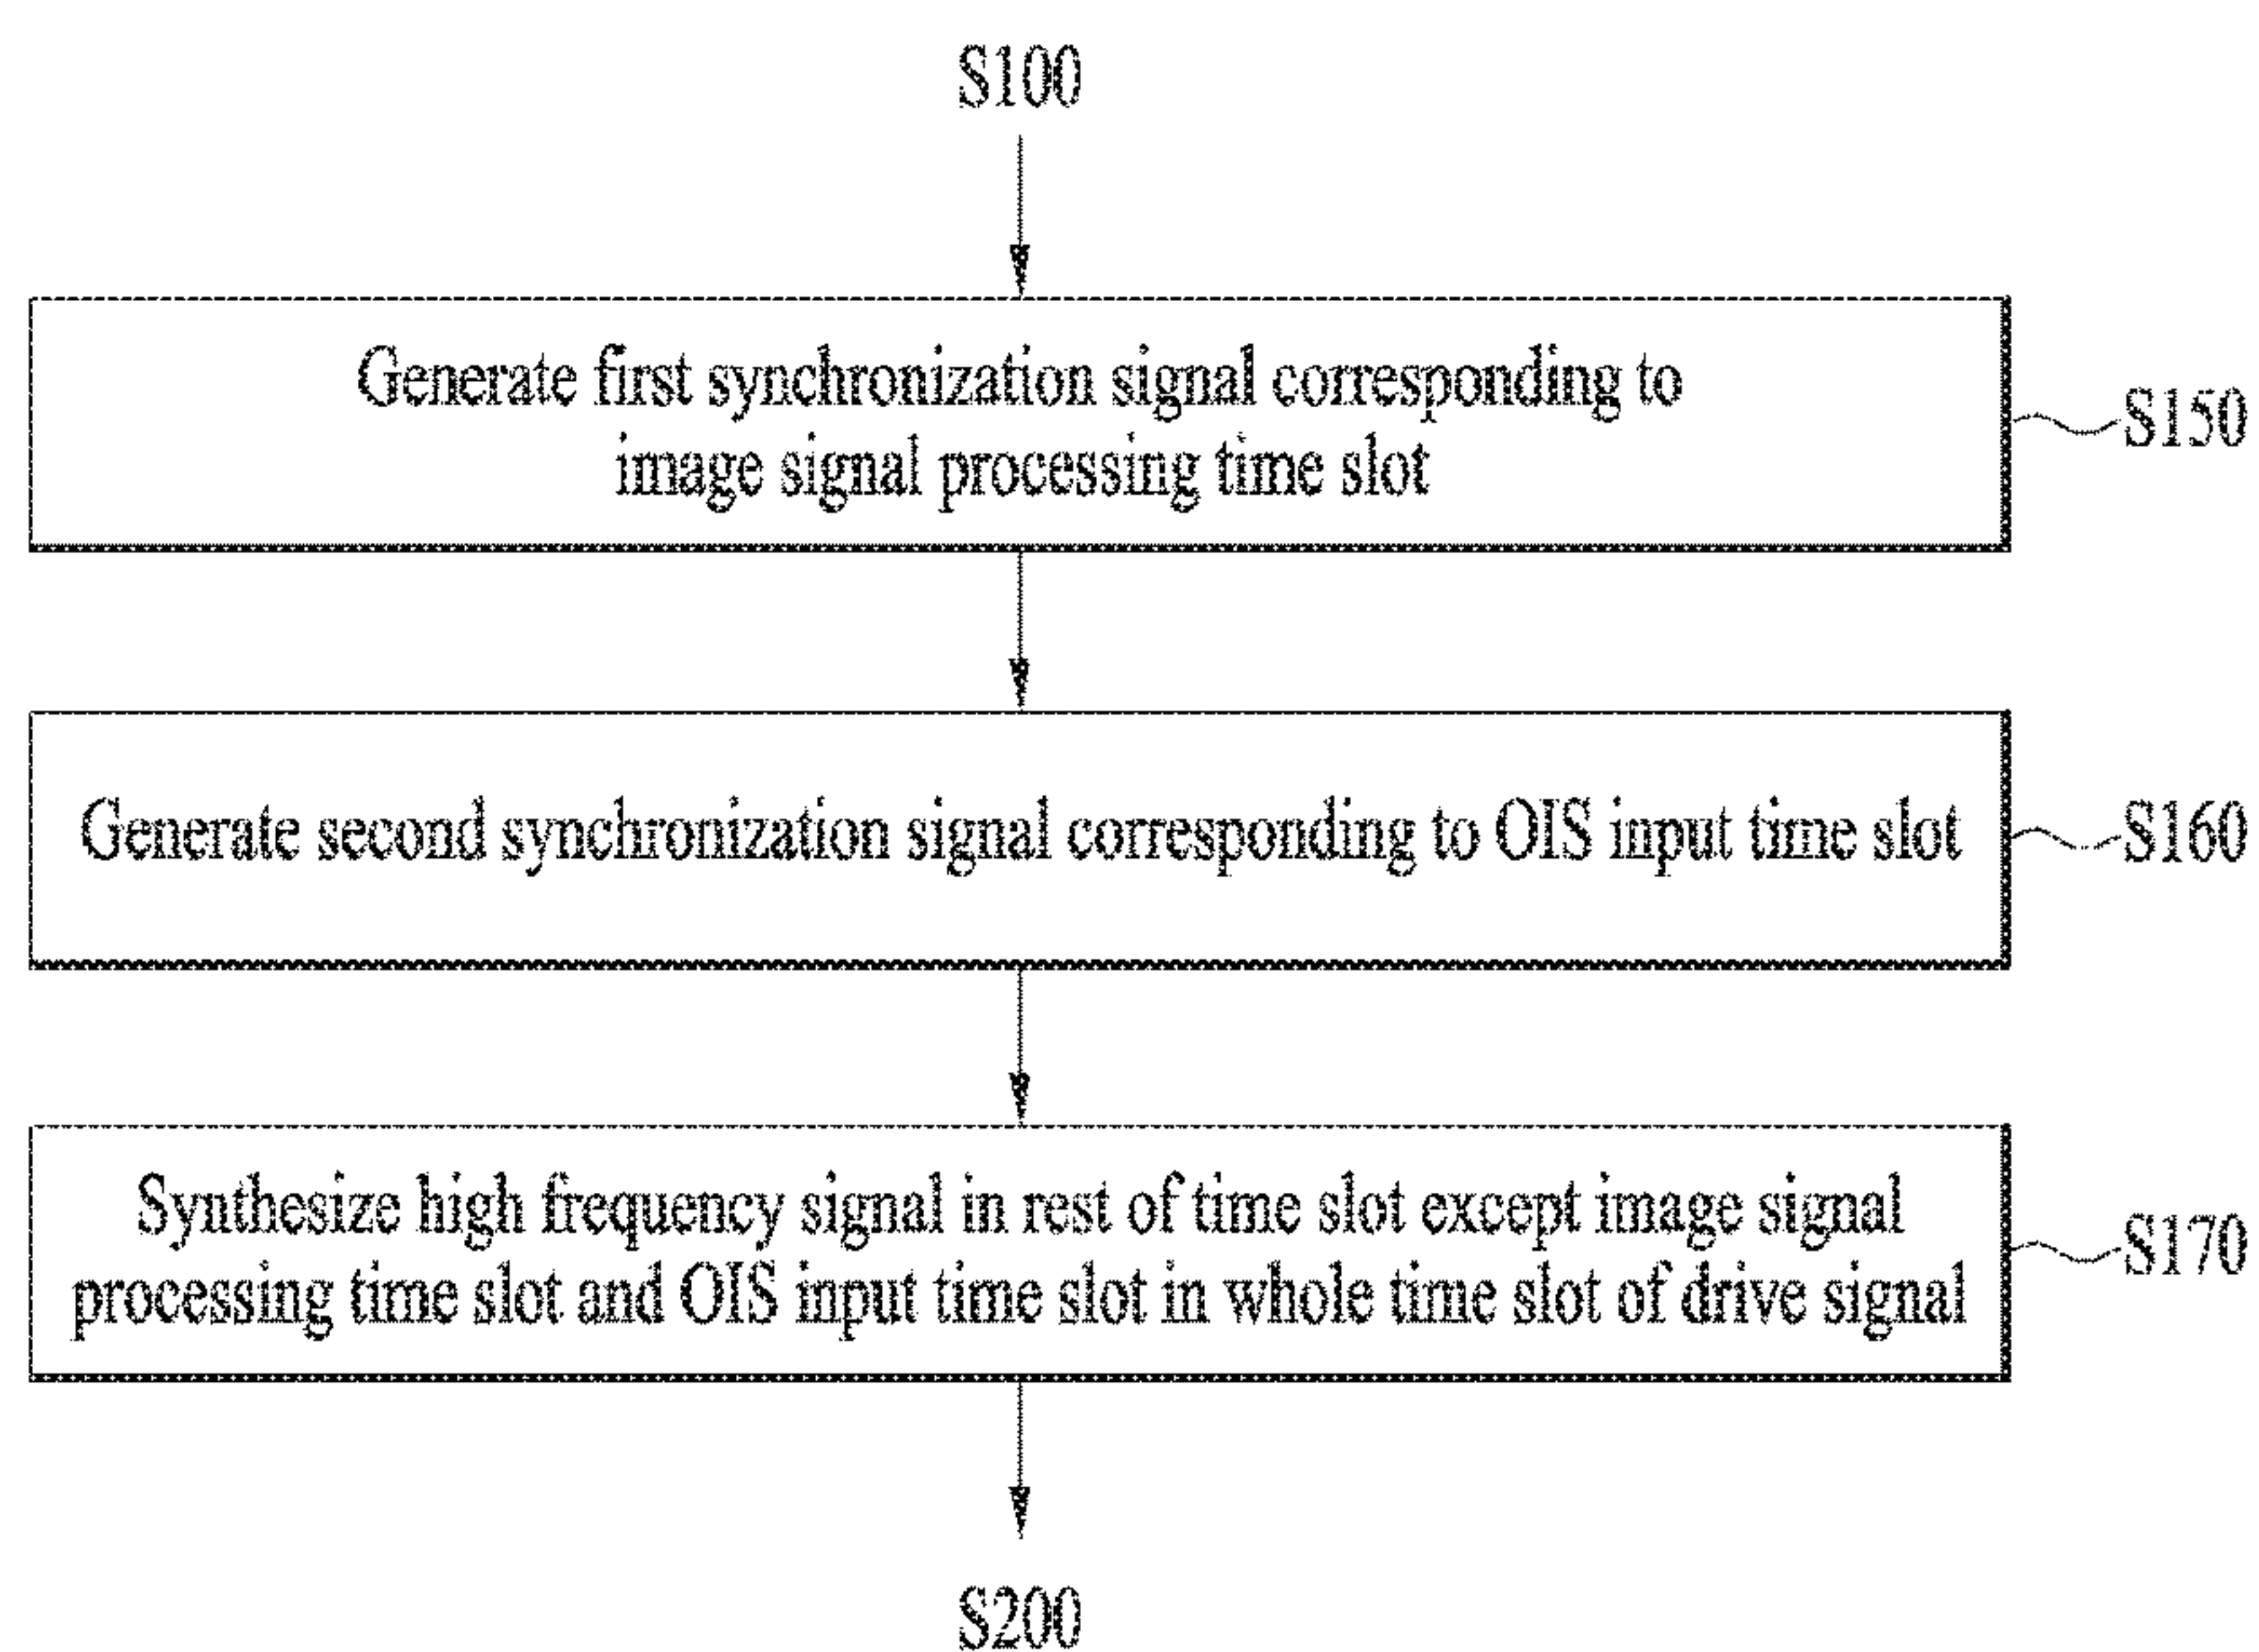 S100
Generate first synchronization signal corresponding to
image signal processing time slot
S150
Generate second synchronization signal corresponding to OIS input time slot
S160
Synthesize high frequency signal in rest of time slot except image signal
processing time slot and OIS input time slot in whole time slot of drive signal
S170
S200